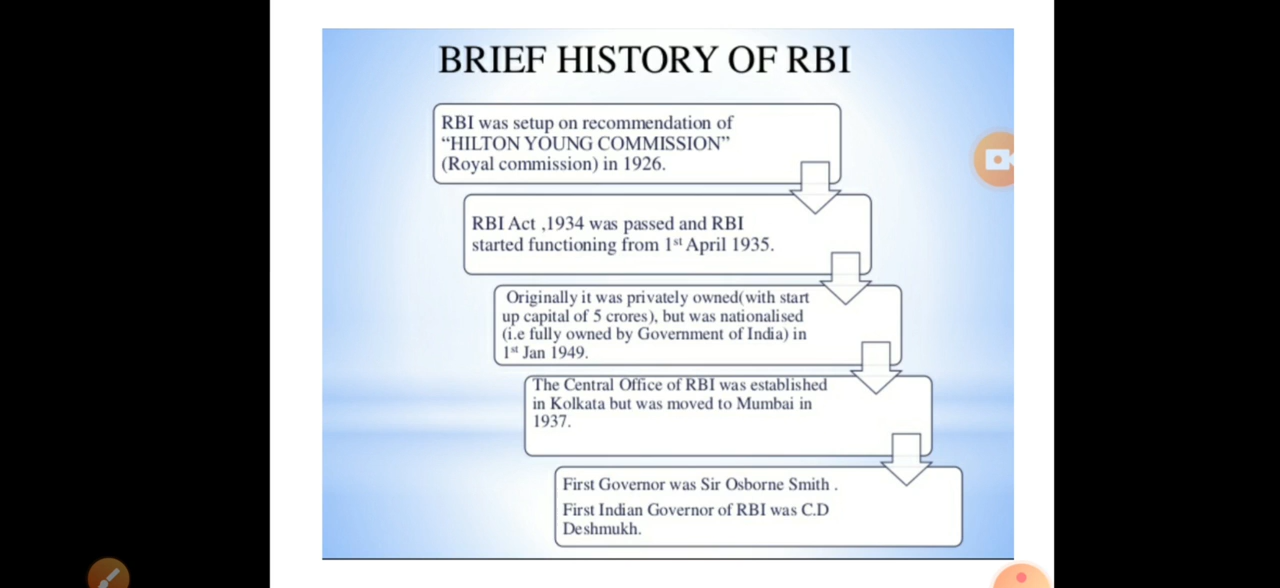 BRIEF HISTORY OF RBI
RBI was setup on recommendation of
“HILTON YOUNG COMMISSION”
(Royal commission) in 1926.
RBI Act ,1934 was passed and RBI
started functioning from 1st April 1935.
Originally it was privately owned(with start
up capital of 5 crores), but was nationalised
(i.e fully owned by Government of India) in
1st Jan 1949.
The Central Office of RBI was established
in Kolkata but was moved to Mumbai in
1937.
First Governor was Sir Osborne Smith .
First Indian Governor of RBI was C.D
Deshmukh.